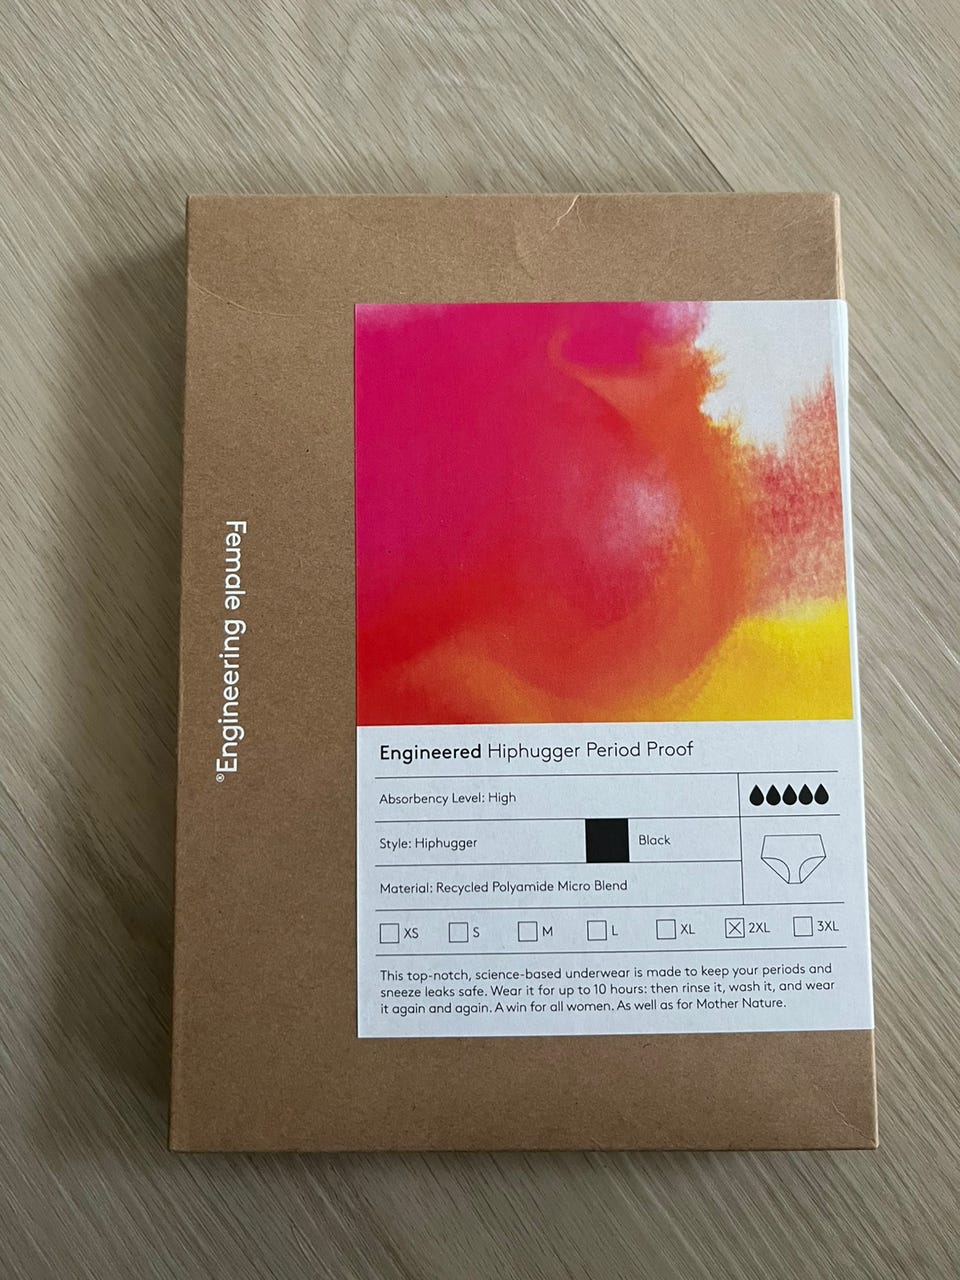 Female Engineering®
Engineered Hiphugger Period Proof
Absorbency Level: High
Style: Hiphugger
Black
Material: Recycled Polyamide Micro Blend
XS S M L XL 2XL 3XL
This top-notch, science-based underwear is made to keep your periods and
sneeze leaks safe. Wear it for up to 10 hours: then rinse it, wash it, and wear
it again and again. A win for all women. As well as for Mother Nature.